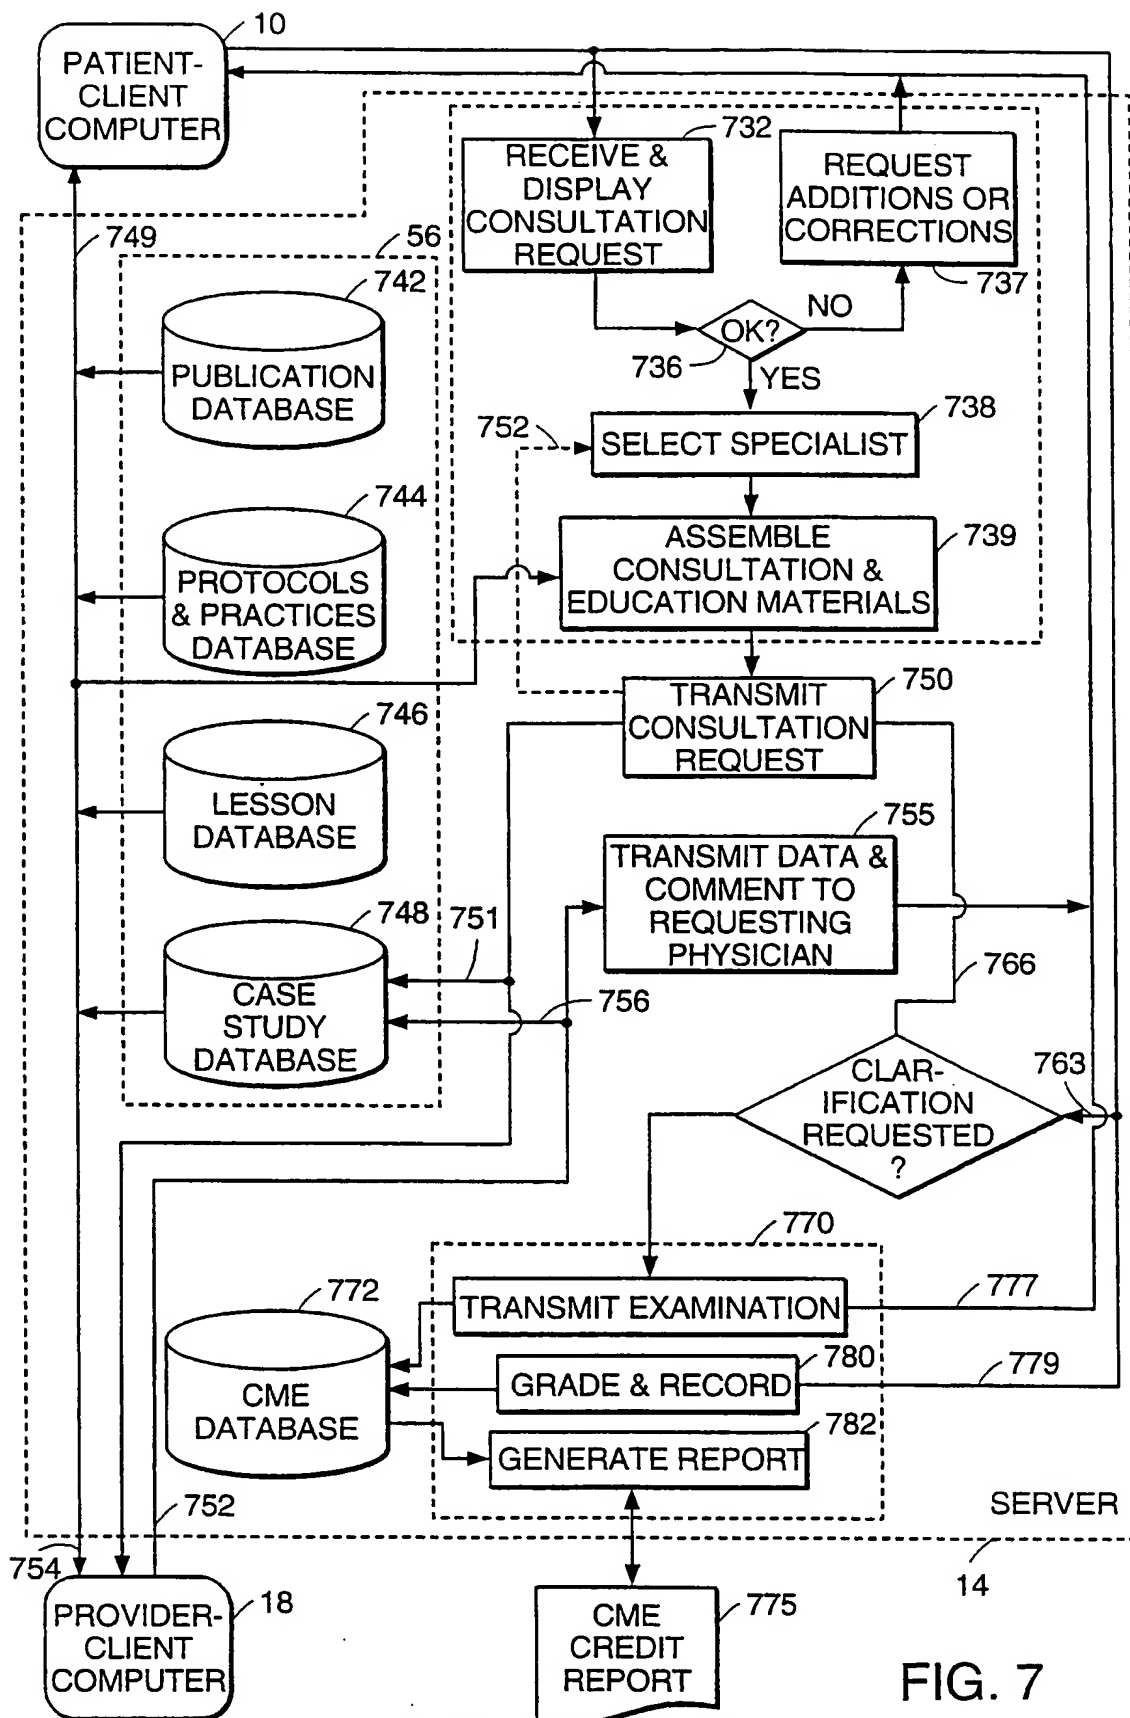 10
PATIENT-
CLIENT
COMPUTER
732
RECEIVE &
DISPLAY
CONSULTATION
REQUEST
REQUEST
ADDITIONS OR
CORRECTIONS
737
749
56
742
PUBLICATION
DATABASE
OK?
NO
736
YES
752
738
SELECT SPECIALIST
744
PROTOCOLS
& PRACTICES
DATABASE
739
ASSEMBLE
CONSULTATION &
EDUCATION MATERIALS
750
TRANSMIT
CONSULTATION
REQUEST
746
LESSON
DATABASE
755
TRANSMIT DATA &
COMMENT TO
REQUESTING
PHYSICIAN
748
751
CASE
STUDY
DATABASE
756
766
763
CLAR-
IFICATION
REQUESTED
?
770
TRANSMIT EXAMINATION
777
772
CME
DATABASE
780
GRADE & RECORD
779
782
GENERATE REPORT
SERVER
14
752
754
18
PROVIDER-
CLIENT
COMPUTER
775
CME
CREDIT
REPORT
FIG. 7